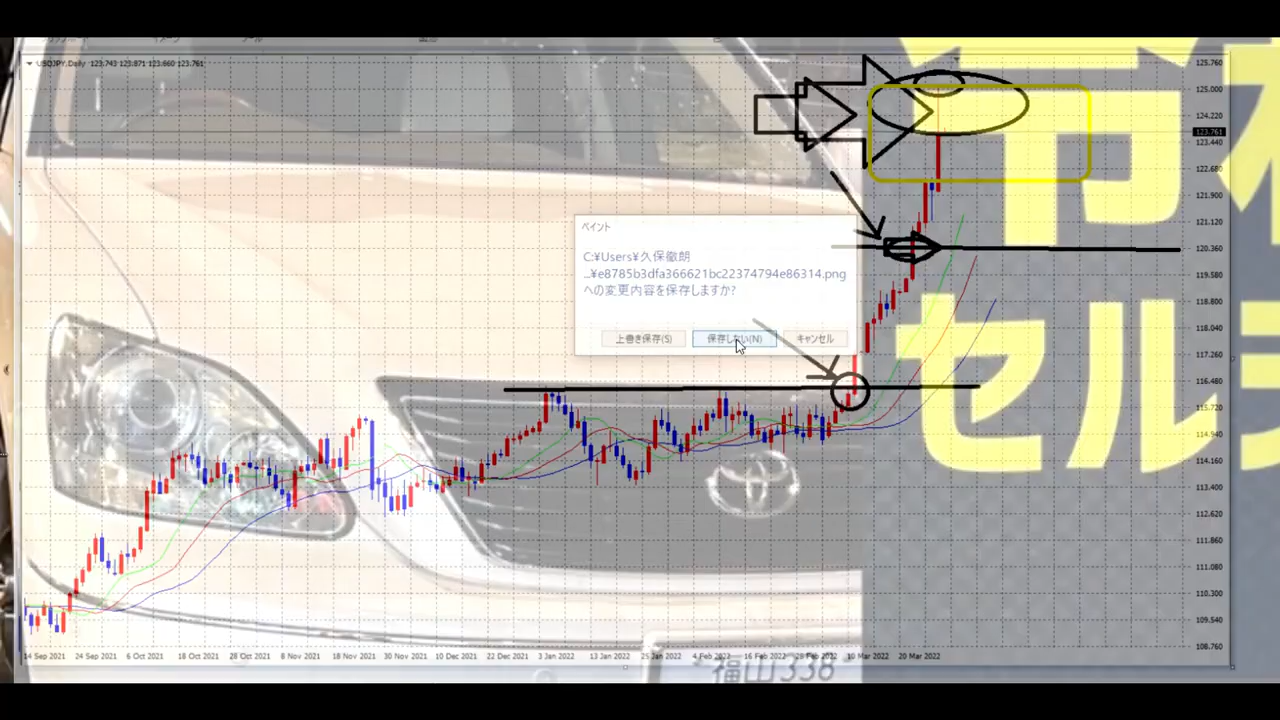 USDJPY,Daily 123.743 123.871 123.660 123.761
125.760
125.000
124.220
123.761
123.440
122.680
121.900
121.120
120.360
119.580
118.800
118.040
117.260
116.480
115.720
114.940
114.160
113.400
112.620
111.860
111.080
110.300
109.540
108.760
ペイント
C:¥Users¥久保徹朗
...¥e8785b3dfa366621bc22374794e86314.png
への変更内容を保存しますか?
上書き保存(S) 保存しない(N) キャンセル
セル
福山338
14 Sep 2021 24 Sep 2021 6 Oct 2021 18 Oct 2021 28 Oct 2021 8 Nov 2021 18 Nov 2021 30 Nov 2021 10 Dec 2021 22 Dec 2021 3 Jan 2022 13 Jan 2022 25 Jan 2022 4 Feb 2022 16 Feb 2022 28 Feb 2022 10 Mar 2022 20 Mar 2022